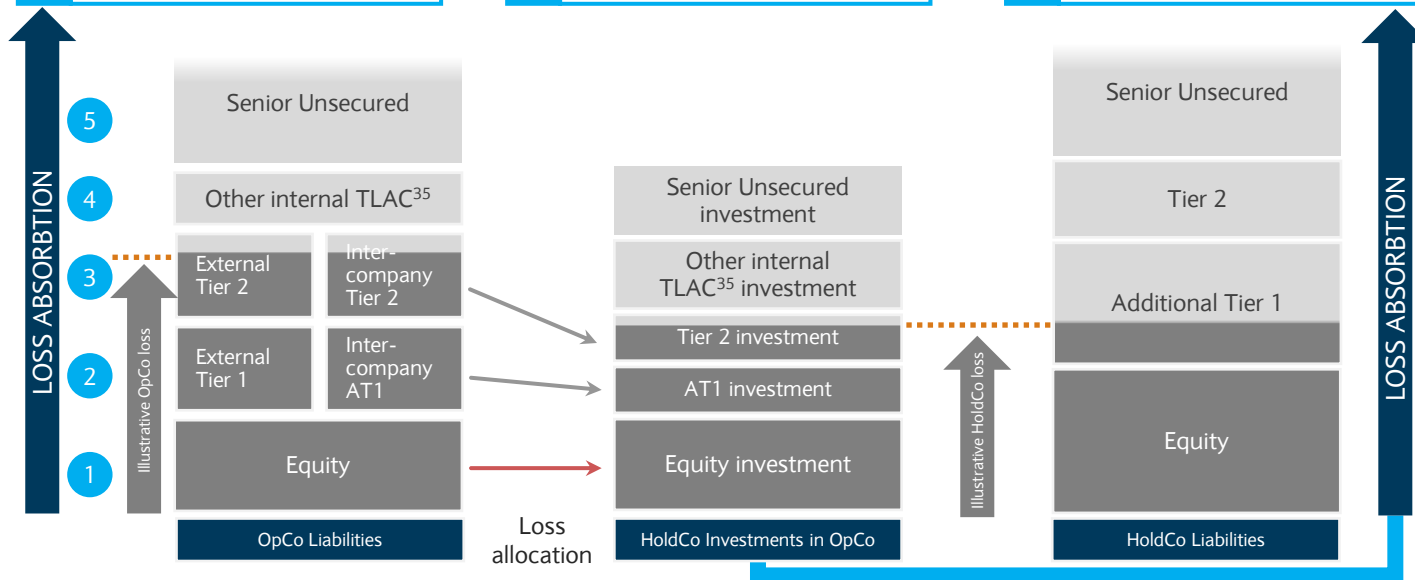 LOSS ABSORBTION
5
4
3
2
1
Illustrative OpCo loss
Senior Unsecured
Other internal TLAC35
External
Tier 2
Inter-
company
Tier 2
External
Tier 1
Inter-
company
AT1
Equity
OpCo Liabilities
Loss
allocation
Senior Unsecured
investment
Other internal
TLAC35 investment
Tier 2 investment
AT1 investment
Equity investment
HoldCo Investments in OpCo
Illustrative HoldCo loss
Senior Unsecured
Tier 2
Additional Tier 1
Equity
HoldCo Liabilities
LOSS ABSORBTION